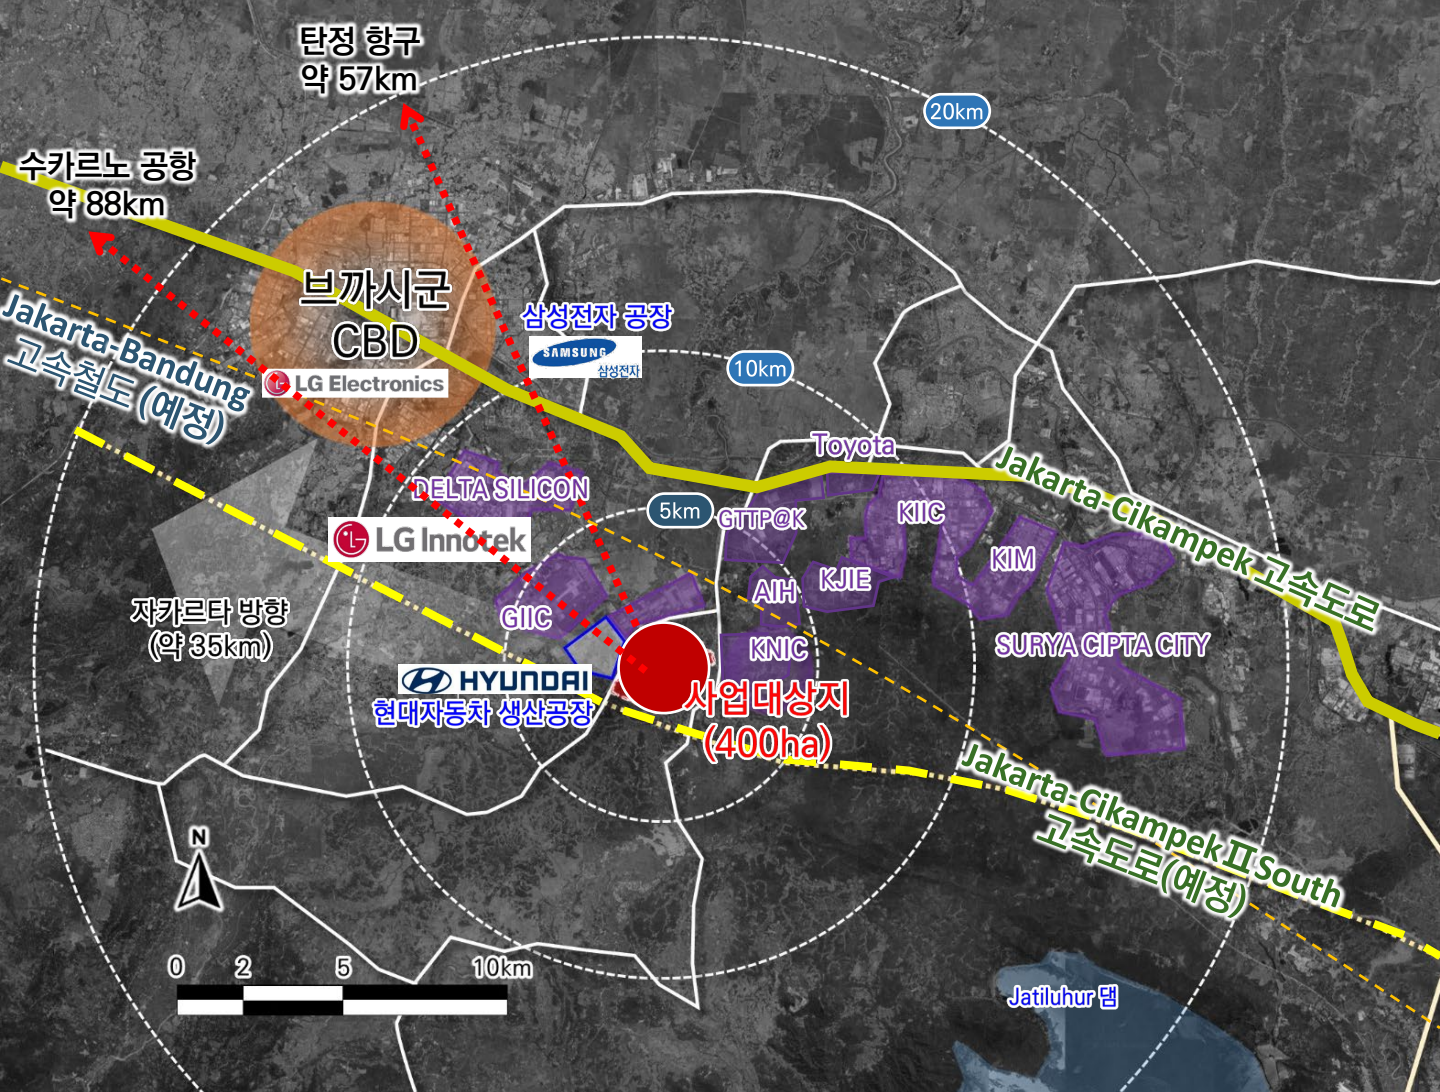 탄정 항구
약 57km
20km
수카르노 공항
약 88km
브까시군
CBD
LG Electronics
삼성전자 공장
SAMSUNG
삼성전자
10km
Jakarta-Bandung
고속철도 (예정)
Toyota
Jakarta-Cikampek 고속도로
DELTA SILICON
5km
GTTP@K
KIIC
LG Innotek
KIM
KJIE
AIH
자카르타 방향
(약 35km)
GIIC
KNIC
SURYA CIPTA CITY
HYUNDAI
현대자동차 생산공장
사업대상지
(400ha)
Jakarta-CikampekⅡSouth
고속도로(예정)
N
0 2 5 10km
Jatiluhur 댐